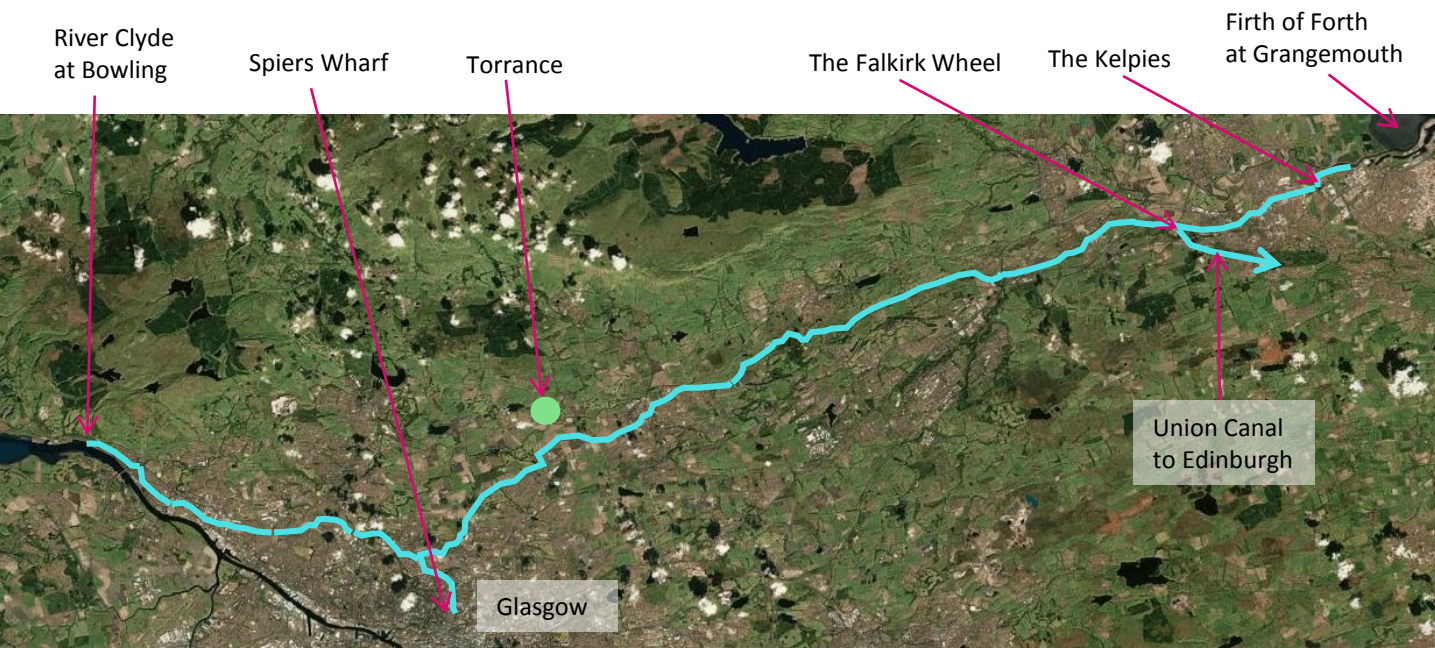 River Clyde
at Bowling
Spiers Wharf
Torrance
The Falkirk Wheel
The Kelpies
Firth of Forth
at Grangemouth
Union Canal
to Edinburgh
Glasgow